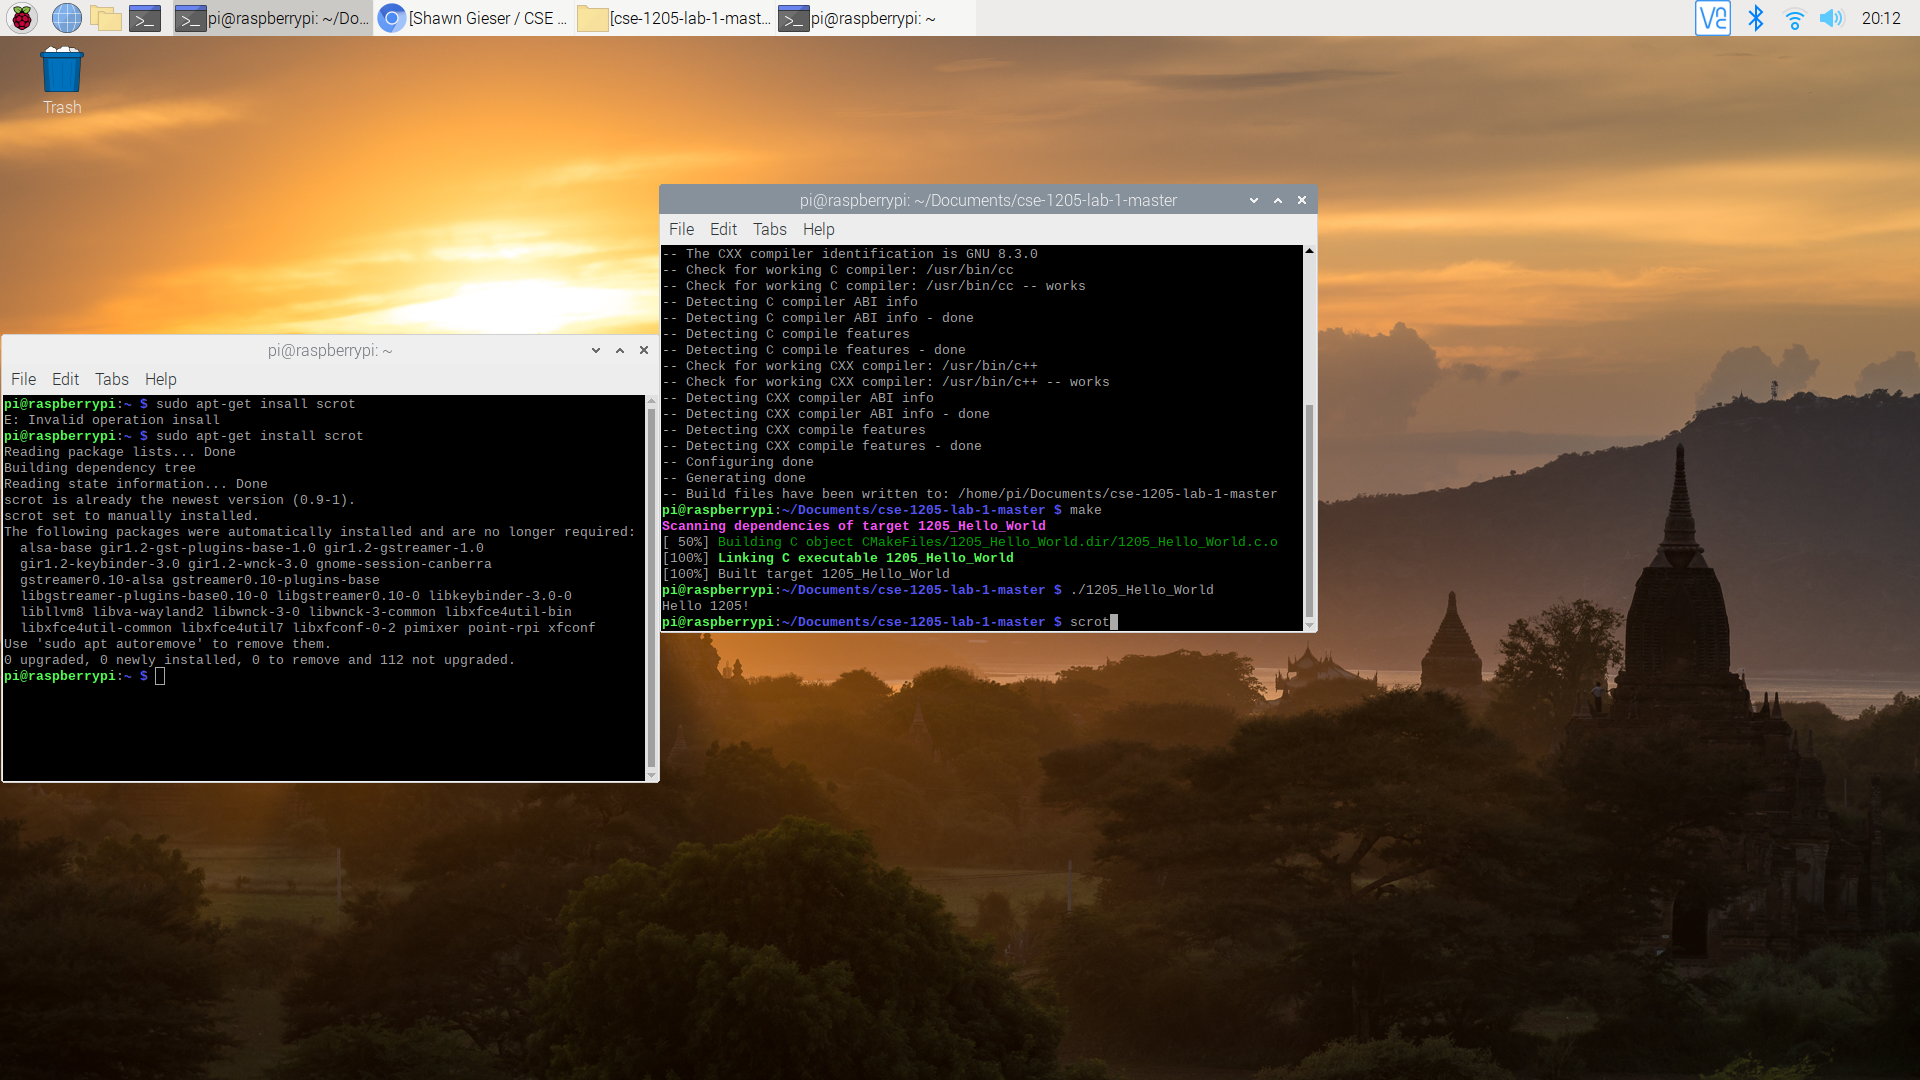 pi@raspberrypi: ~/Do...
[Shawn Gieser / CSE ...
[cse-1205-lab-1-mast...
pi@raspberrypi: ~
20:12
Trash
pi@raspberrypi: ~/Documents/cse-1205-lab-1-master
File Edit Tabs Help
-- The CXX compiler identification is GNU 8.3.0
-- Check for working C compiler: /usr/bin/cc
-- Check for working C compiler: /usr/bin/cc -- works
-- Detecting C compiler ABI info
-- Detecting C compiler ABI info - done
-- Detecting C compile features
-- Detecting C compile features - done
-- Check for working CXX compiler: /usr/bin/c++
-- Check for working CXX compiler: /usr/bin/c++ -- works
-- Detecting CXX compiler ABI info
-- Detecting CXX compiler ABI info - done
-- Detecting CXX compile features
-- Detecting CXX compile features - done
-- Configuring done
-- Generating done
-- Build files have been written to: /home/pi/Documents/cse-1205-lab-1-master
pi@raspberrypi:~/Documents/cse-1205-lab-1-master $ make
Scanning dependencies of target 1205_Hello_World
[ 50%] Building C object CMakeFiles/1205_Hello_World.dir/1205_Hello_World.c.o
[100%] Linking C executable 1205_Hello_World
[100%] Built target 1205_Hello_World
pi@raspberrypi:~/Documents/cse-1205-lab-1-master $ ./1205_Hello_World
Hello 1205!
pi@raspberrypi:~/Documents/cse-1205-lab-1-master $ scrot
pi@raspberrypi: ~
File Edit Tabs Help
pi@raspberrypi:~ $ sudo apt-get insall scrot
E: Invalid operation insall
pi@raspberrypi:~ $ sudo apt-get install scrot
Reading package lists... Done
Building dependency tree
Reading state information... Done
scrot is already the newest version (0.9-1).
scrot set to manually installed.
The following packages were automatically installed and are no longer required:
alsa-base gir1.2-gst-plugins-base-1.0 gir1.2-gstreamer-1.0
gir1.2-keybinder-3.0 gir1.2-wnck-3.0 gnome-session-canberra
gstreamer0.10-alsa gstreamer0.10-plugins-base
libgstreamer-plugins-base0.10-0 libgstreamer0.10-0 libkeybinder-3.0-0
libllvm8 libva-wayland2 libwnck-3-0 libwnck-3-common libxfce4util-bin
libxfce4util-common libxfce4util7 libxfconf-0-2 pimixer point-rpi xfconf
Use 'sudo apt autoremove' to remove them.
0 upgraded, 0 newly installed, 0 to remove and 112 not upgraded.
pi@raspberrypi:~ $